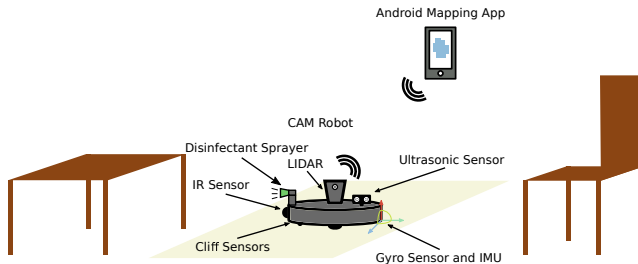 Android Mapping App
CAM Robot
Disinfectant Sprayer
LIDAR
Ultrasonic Sensor
IR Sensor
Cliff Sensors
Gyro Sensor and IMU